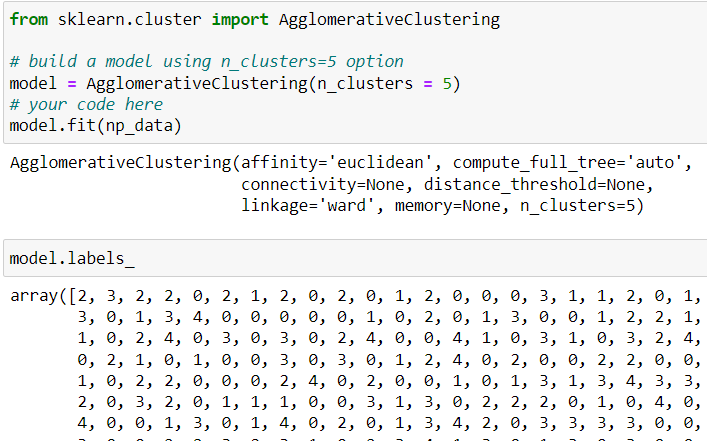 from sklearn.cluster import AgglomerativeClustering
# build a model using n_clusters=5 option
model = AgglomerativeClustering(n_clusters = 5)
# your code here
model.fit(np_data)
AgglomerativeClustering(affinity='euclidean', compute_full_tree='auto',
connectivity=None, distance_threshold=None,
linkage='ward', memory=None, n_clusters=5)
model.labels_
array([2, 3, 2, 2, 0, 2, 1, 2, 0, 2, 0, 1, 2, 0, 0, 0, 3, 1, 1, 2, 0, 1,
3, 0, 1, 3, 4, 0, 0, 0, 0, 0, 1, 0, 2, 0, 1, 3, 0, 0, 1, 2, 2, 1,
1, 0, 2, 4, 0, 3, 0, 3, 0, 2, 4, 0, 0, 4, 1, 0, 3, 1, 0, 3, 2, 4,
0, 2, 1, 0, 1, 0, 0, 3, 0, 3, 0, 1, 2, 4, 0, 2, 0, 0, 2, 2, 0, 0,
1, 0, 2, 2, 0, 0, 0, 2, 4, 0, 2, 0, 0, 1, 0, 1, 3, 1, 3, 4, 3, 3,
2, 0, 3, 2, 0, 1, 1, 1, 0, 0, 3, 1, 3, 0, 2, 2, 2, 0, 1, 0, 4, 0,
4, 0, 0, 1, 3, 0, 1, 4, 0, 2, 0, 1, 3, 4, 2, 0, 3, 3, 3, 3, 0, 0,